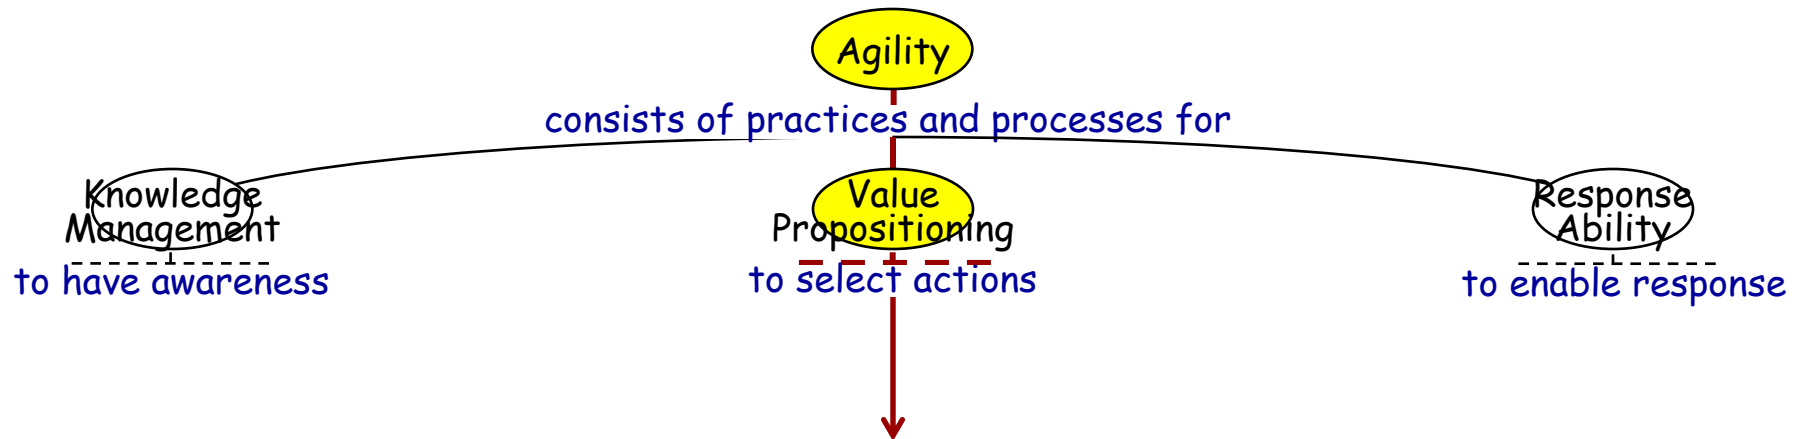 Agility
consists of practices and processes for
Knowledge
Management
to have awareness
Value
Propositioning
to select actions
Response
Ability
to enable response